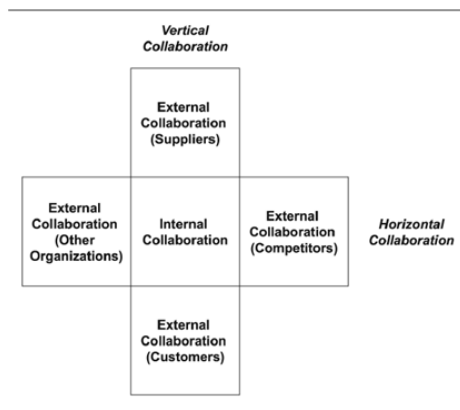 Vertical
Collaboration
External
Collaboration
(Suppliers)
External
Collaboration
(Other
Organizations)
Internal
Collaboration
External
Collaboration
(Competitors)
Horizontal
Collaboration
External
Collaboration
(Customers)